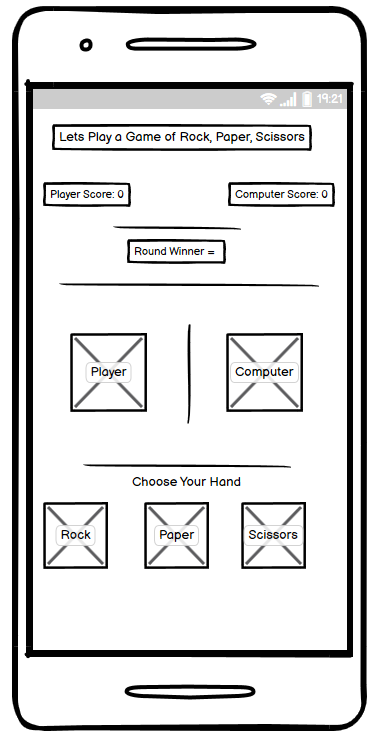 19:21
Lets Play a Game of Rock, Paper, Scissors
Player Score: 0
Computer Score: 0
Round Winner =
Player
Computer
Choose Your Hand
Rock
Paper
Scissors